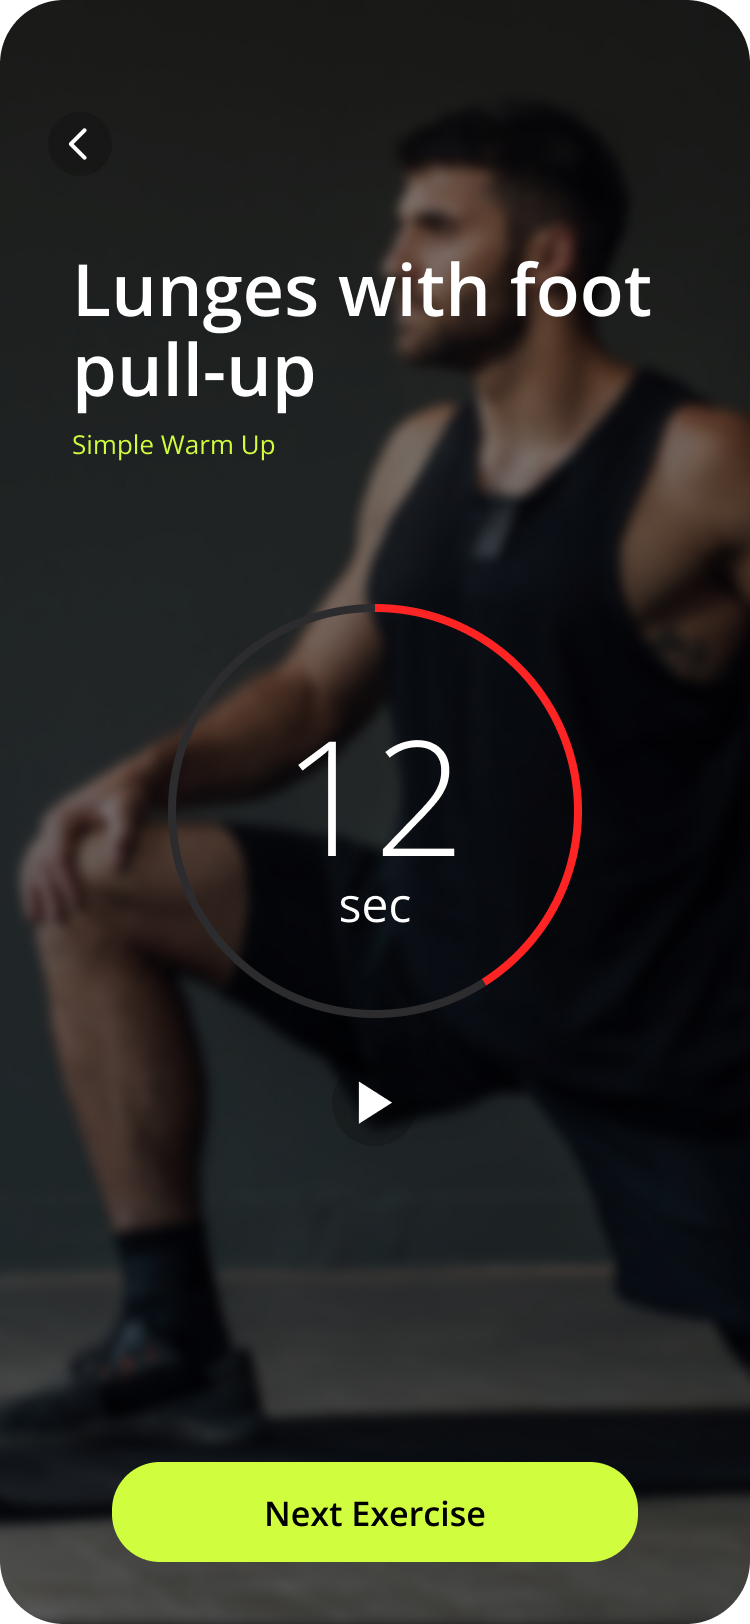 Lunges with foot
pull-up
Simple Warm Up
12
sec
Next Exercise